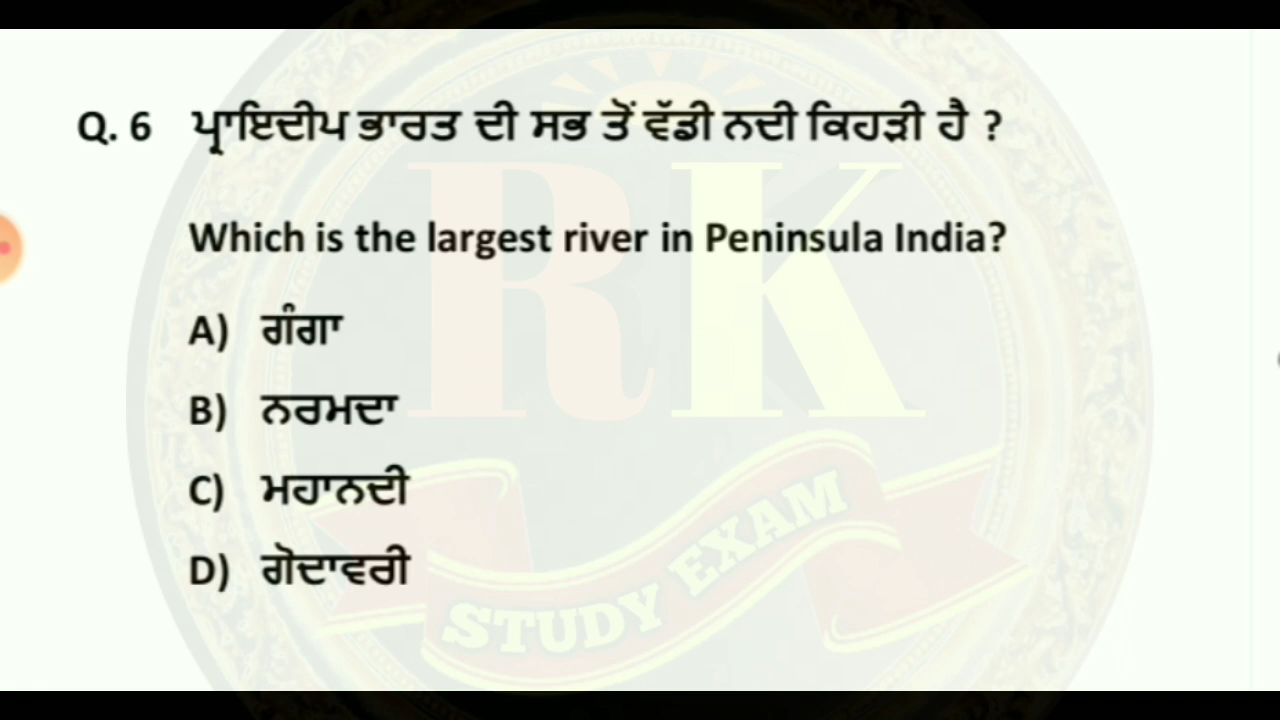 Q. 6 ਪ੍ਰਾਇਦੀਪ ਭਾਰਤ ਦੀ ਸਭ ਤੋਂ ਵੱਡੀ ਨਦੀ ਕਿਹੜੀ ਹੈ ?
Which is the largest river in Peninsula India?
A) ਗੰਗਾ
B) ਨਰਮਦਾ
C) ਮਹਾਨਦੀ
D) ਗੋਦਾਵਰੀ
RK
STUDY EXAM